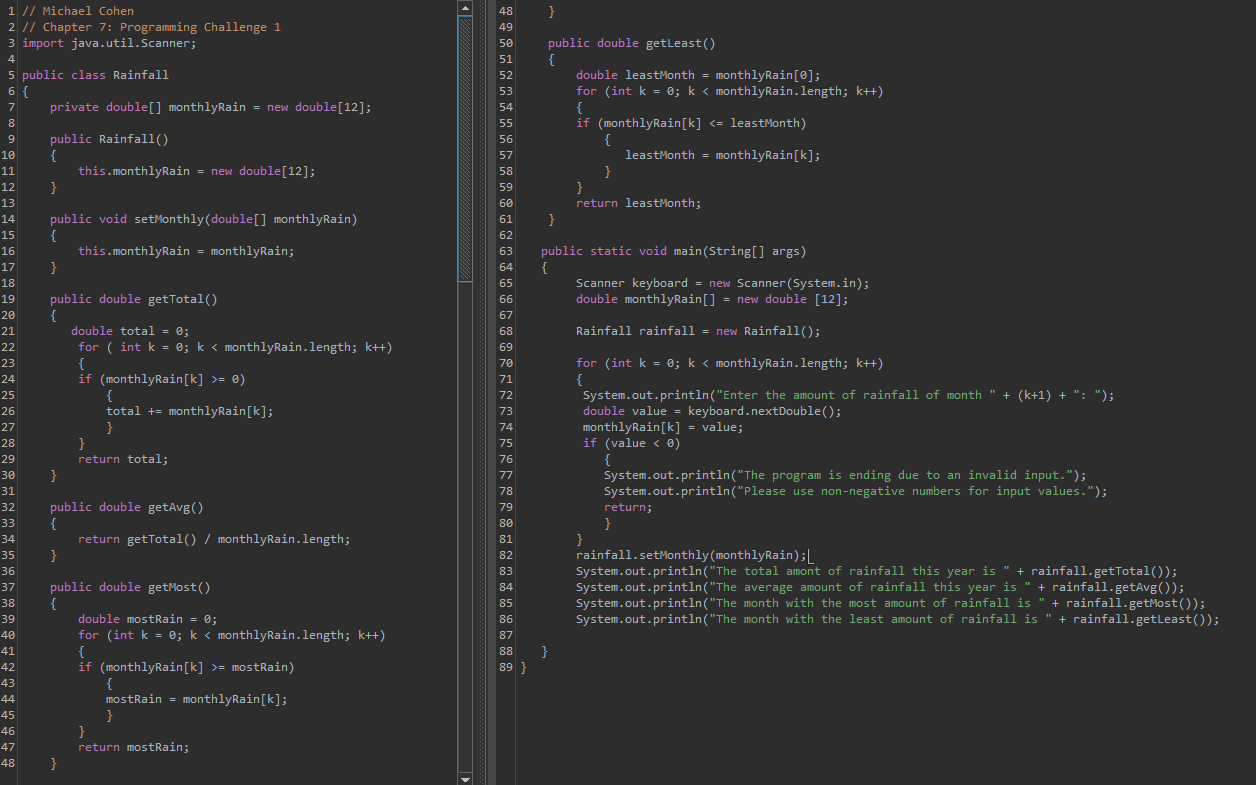 1 // Michael Cohen
2 // Chapter 7: Programming Challenge 1
3 import java.util.Scanner;
4
5 public class Rainfall
6 {
7     private double[] monthlyRain = new double[12];
8
9     public Rainfall()
10     {
11         this.monthlyRain = new double[12];
12     }
13
14     public void setMonthly(double[] monthlyRain)
15     {
16         this.monthlyRain = monthlyRain;
17     }
18
19     public double getTotal()
20     {
21        double total = 0;
22         for ( int k = 0; k < monthlyRain.length; k++)
23         {
24         if (monthlyRain[k] >= 0)
25             {
26             total += monthlyRain[k];
27             }
28         }
29         return total;
30     }
31
32     public double getAvg()
33     {
34         return getTotal() / monthlyRain.length;
35     }
36
37     public double getMost()
38     {
39         double mostRain = 0;
40         for (int k = 0; k < monthlyRain.length; k++)
41         {
42         if (monthlyRain[k] >= mostRain)
43             {
44             mostRain = monthlyRain[k];
45             }
46         }
47         return mostRain;
48     }
48     }
49
50     public double getLeast()
51     {
52         double leastMonth = monthlyRain[0];
53         for (int k = 0; k < monthlyRain.length; k++)
54         {
55         if (monthlyRain[k] <= leastMonth)
56             {
57                leastMonth = monthlyRain[k];
58             }
59         }
60         return leastMonth;
61     }
62
63    public static void main(String[] args)
64    {
65         Scanner keyboard = new Scanner(System.in);
66         double monthlyRain[] = new double [12];
67
68         Rainfall rainfall = new Rainfall();
69
70         for (int k = 0; k < monthlyRain.length; k++)
71         {
72          System.out.println("Enter the amount of rainfall of month " + (k+1) + ": ");
73          double value = keyboard.nextDouble();
74          monthlyRain[k] = value;
75          if (value < 0)
76             {
77             System.out.println("The program is ending due to an invalid input.");
78             System.out.println("Please use non-negative numbers for input values.");
79             return;
80             }
81         }
82         rainfall.setMonthly(monthlyRain);
83         System.out.println("The total amont of rainfall this year is " + rainfall.getTotal());
84         System.out.println("The average amount of rainfall this year is " + rainfall.getAvg());
85         System.out.println("The month with the most amount of rainfall is " + rainfall.getMost());
86         System.out.println("The month with the least amount of rainfall is " + rainfall.getLeast());
87
88    }
89 }